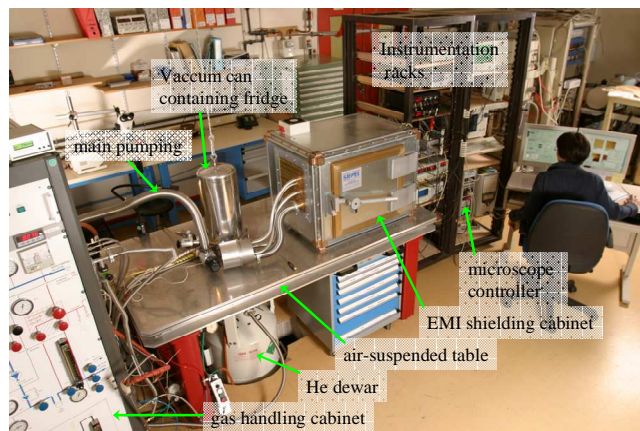 Instrumentation
racks
Vaccum can
containing fridge
main pumping
microscope
controller
EMI shielding cabinet
air-suspended table
He dewar
gas handling cabinet